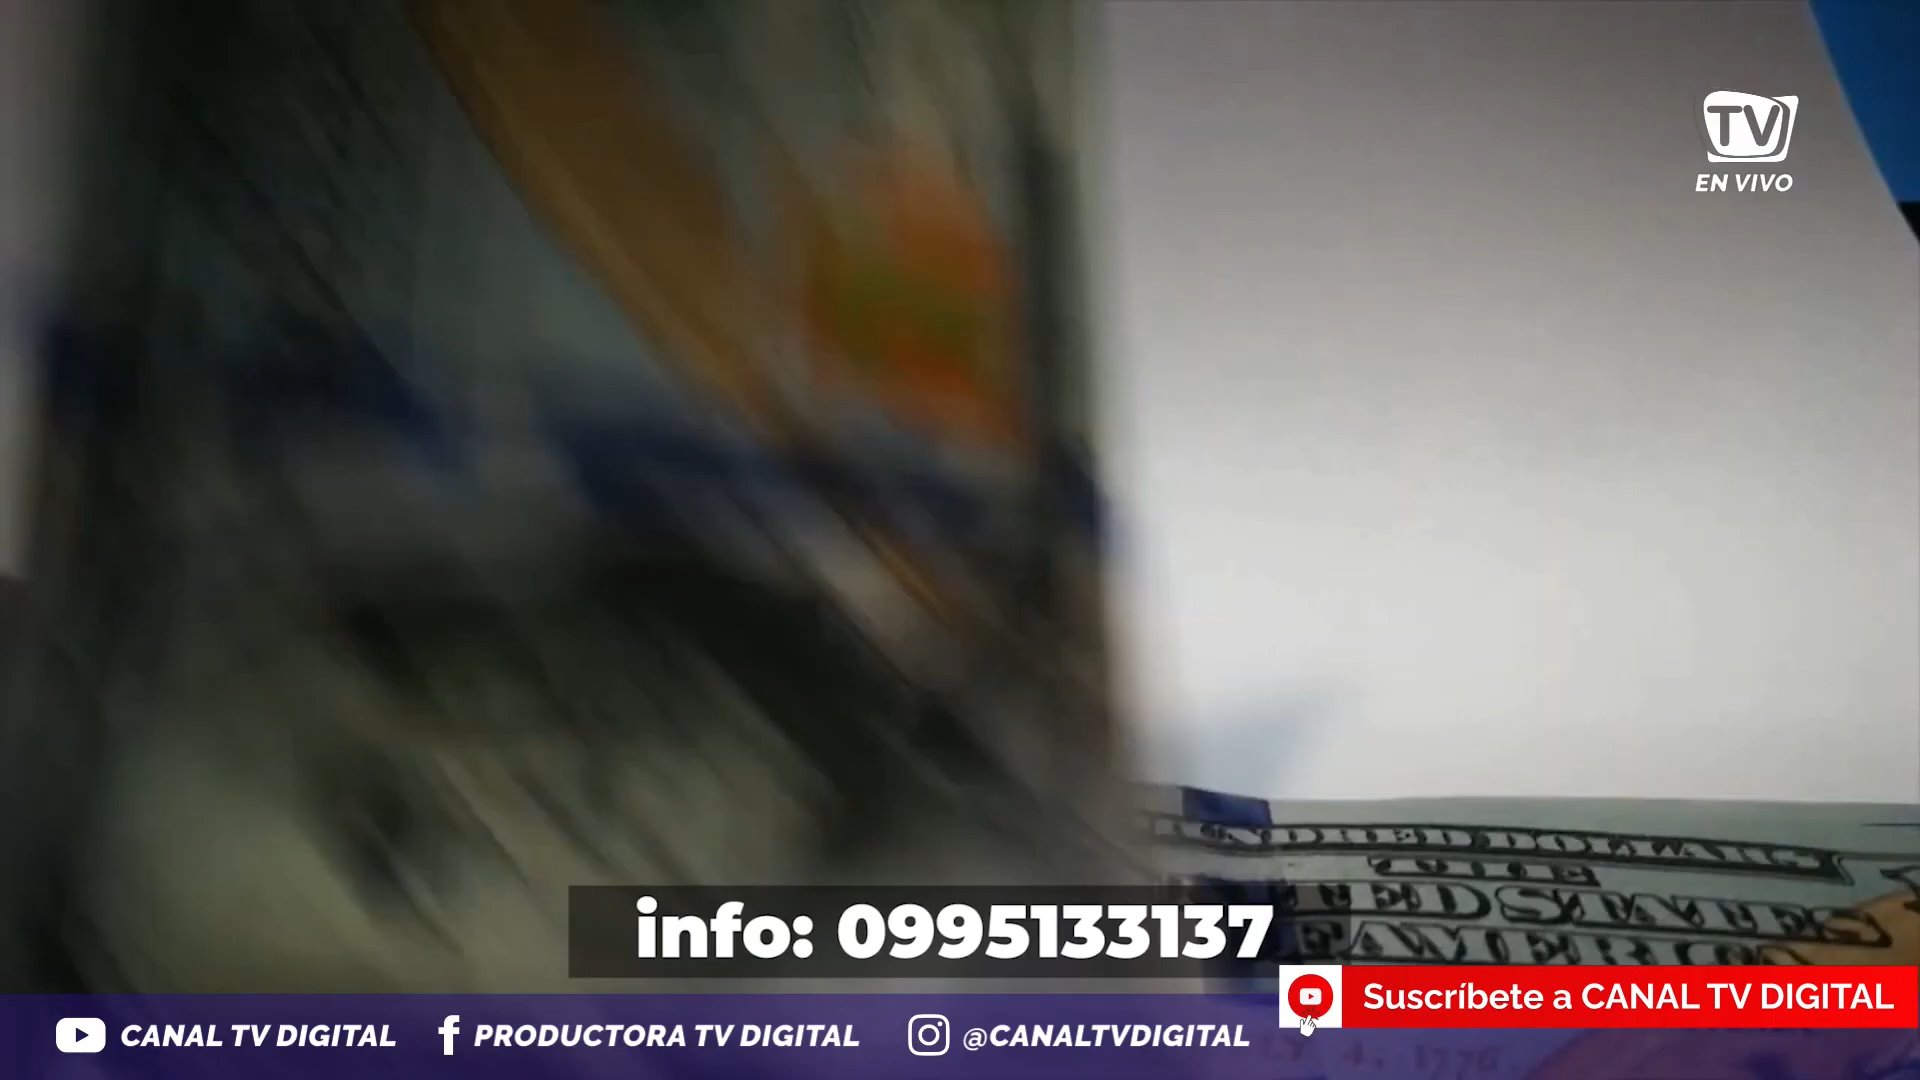 TV
EN VIVO
info: 0995133137
Suscríbete a CANAL TV DIGITAL
CANAL TV DIGITAL
PRODUCTORA TV DIGITAL
@CANALTVDIGITAL